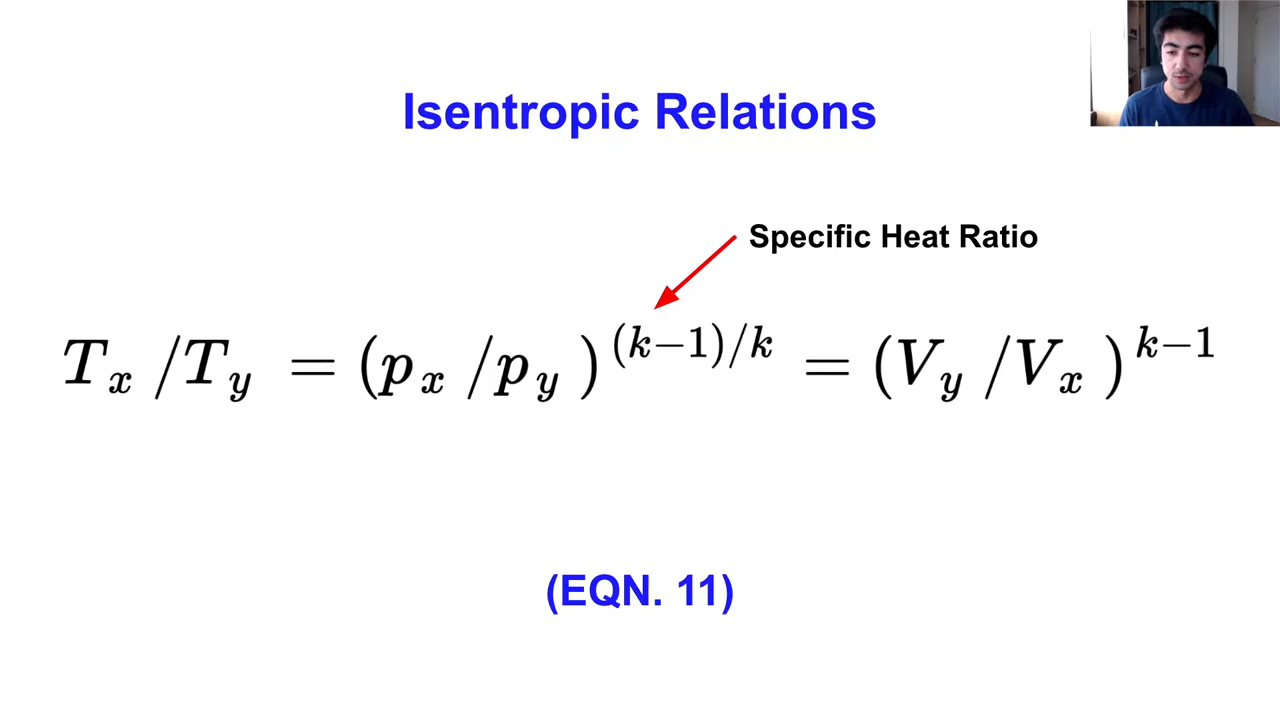 Isentropic Relations
Specific Heat Ratio
T_x /T_y = (p_x /p_y )^{(k−1)/k} = (V_y /V_x )^{k−1}
(EQN. 11)